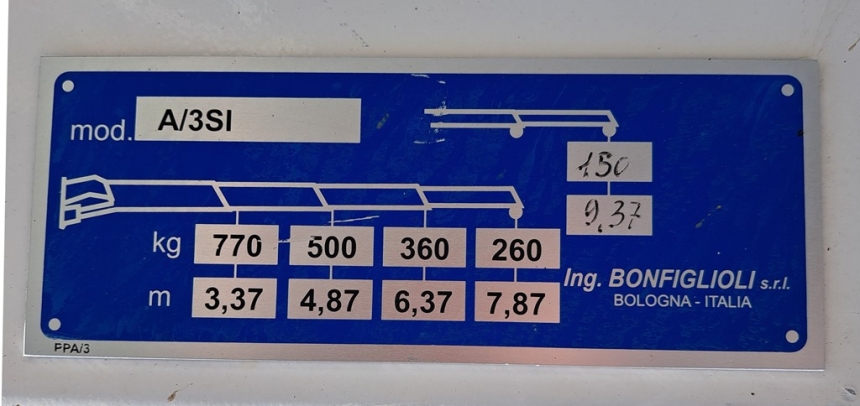 mod. A/3SI
150
9,37
kg 770 500 360 260
m 3,37 4,87 6,37 7,87
Ing. BONFIGLIOLI s.r.l.
BOLOGNA - ITALIA
PPA/3